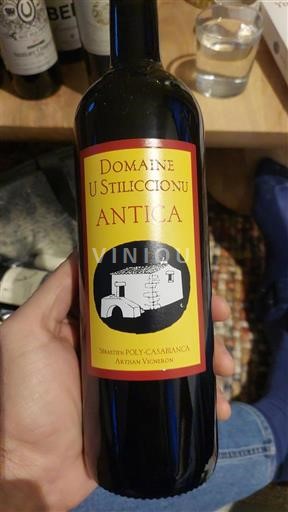 DOMAINE
U STILICCIONU
ANTICA
VINIOU
SÉBASTIEN POLY-CASABIANCA
ARTISAN VIGNERON